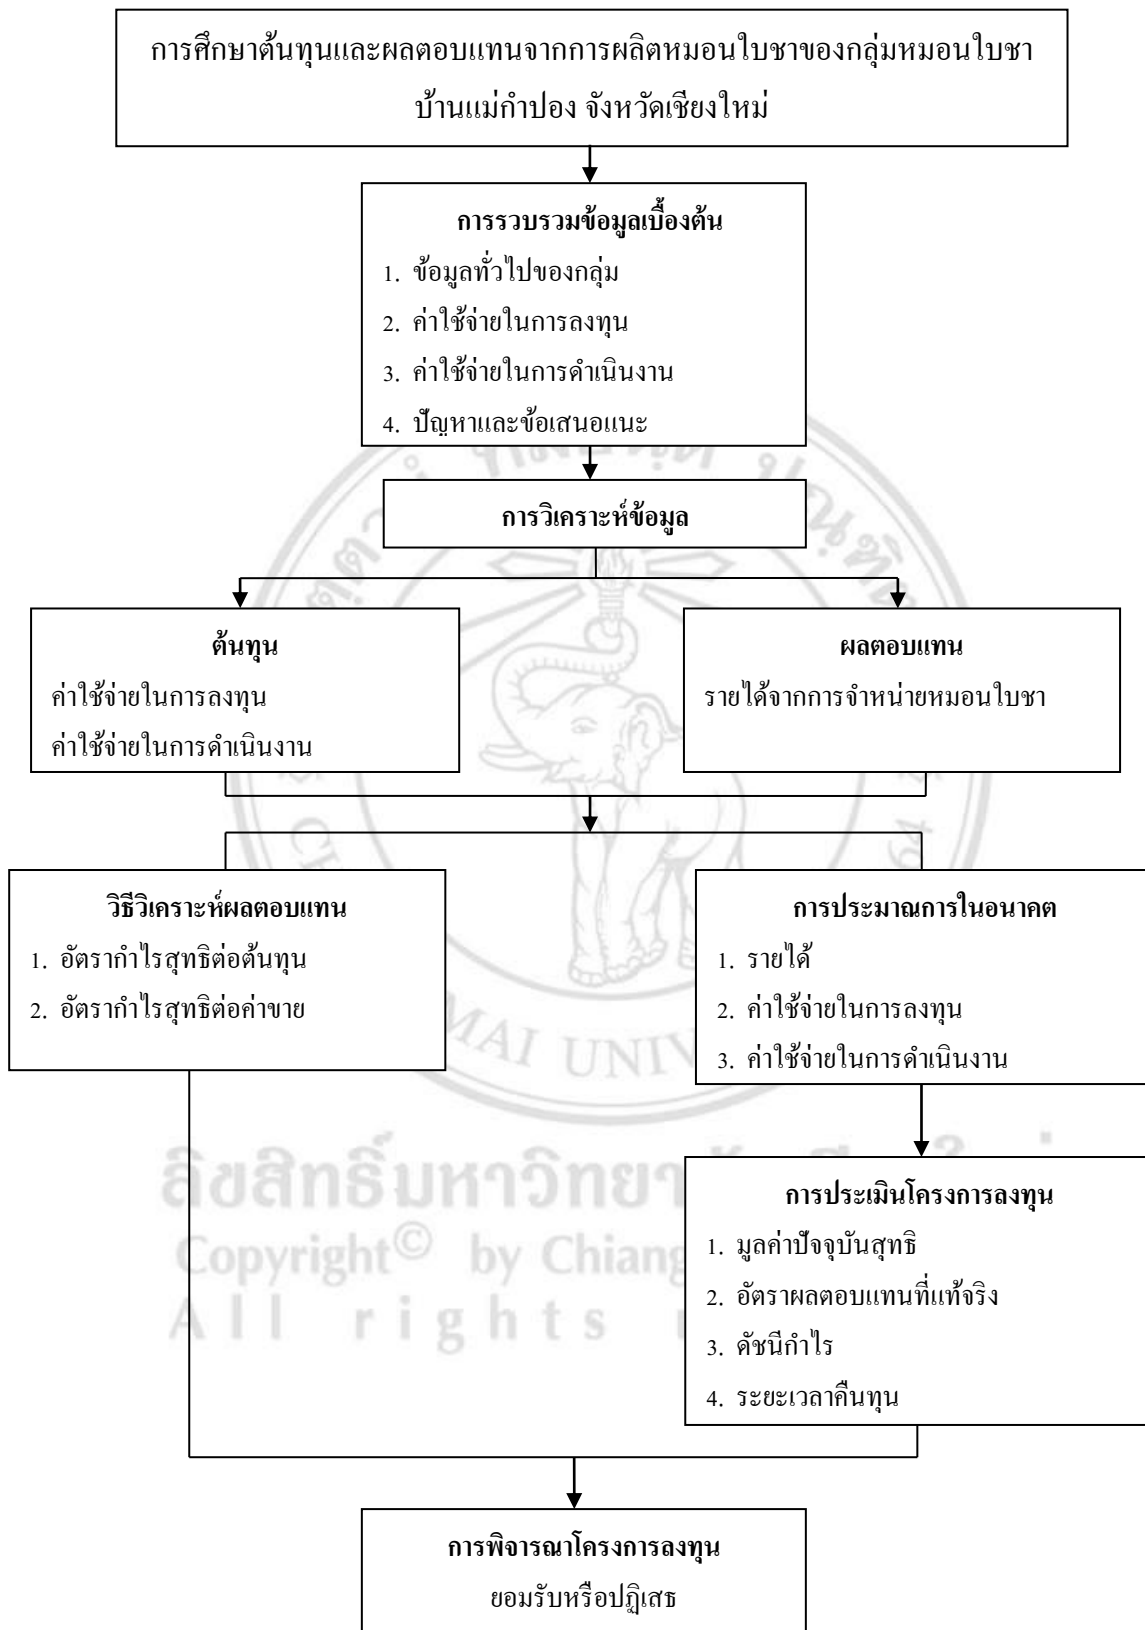 การศึกษาต้นทุนและผลตอบแทนจากการผลิตหมอนใบชาของกลุ่มหมอนใบชา
บ้านแม่กำปอง จังหวัดเชียงใหม่
การรวบรวมข้อมูลเบื้องต้น
1. ข้อมูลทั่วไปของกลุ่ม
2. ค่าใช้จ่ายในการลงทุน
3. ค่าใช้จ่ายในการดำเนินงาน
4. ปัญหาและข้อเสนอแนะ
การวิเคราะห์ข้อมูล
ต้นทุน
ค่าใช้จ่ายในการลงทุน
ค่าใช้จ่ายในการดำเนินงาน
ผลตอบแทน
รายได้จากการจำหน่ายหมอนใบชา
วิธีวิเคราะห์ผลตอบแทน
1. อัตรากำไรสุทธิต่อต้นทุน
2. อัตรากำไรสุทธิต่อค่าขาย
การประมาณการในอนาคต
1. รายได้
2. ค่าใช้จ่ายในการลงทุน
3. ค่าใช้จ่ายในการดำเนินงาน
MAI UNIV
การประเมินโครงการลงทุน
1. มูลค่าปัจจุบันสุทธิ
2. อัตราผลตอบแทนที่แท้จริง
3. ดัชนีกำไร
4. ระยะเวลาคืนทุน
ลิขสิทธิ์มหาวิทยา
Copyright© by Chiang
All rights
การพิจารณาโครงการลงทุน
ยอมรับหรือปฏิเสธ